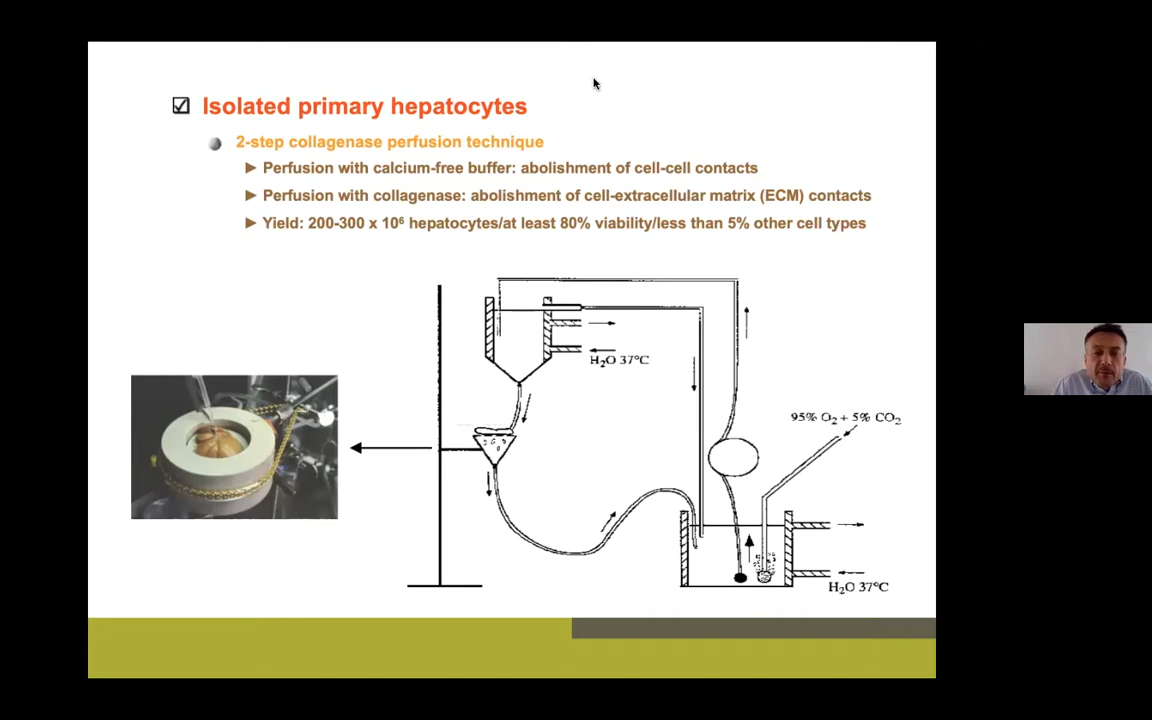 Isolated primary hepatocytes
2-step collagenase perfusion technique
Perfusion with calcium-free buffer: abolishment of cell-cell contacts
Perfusion with collagenase: abolishment of cell-extracellular matrix (ECM) contacts
Yield: 200-300 x 10⁶ hepatocytes/at least 80% viability/less than 5% other cell types
H₂O 37°C
95% O₂ + 5% CO₂
H₂O 37°C